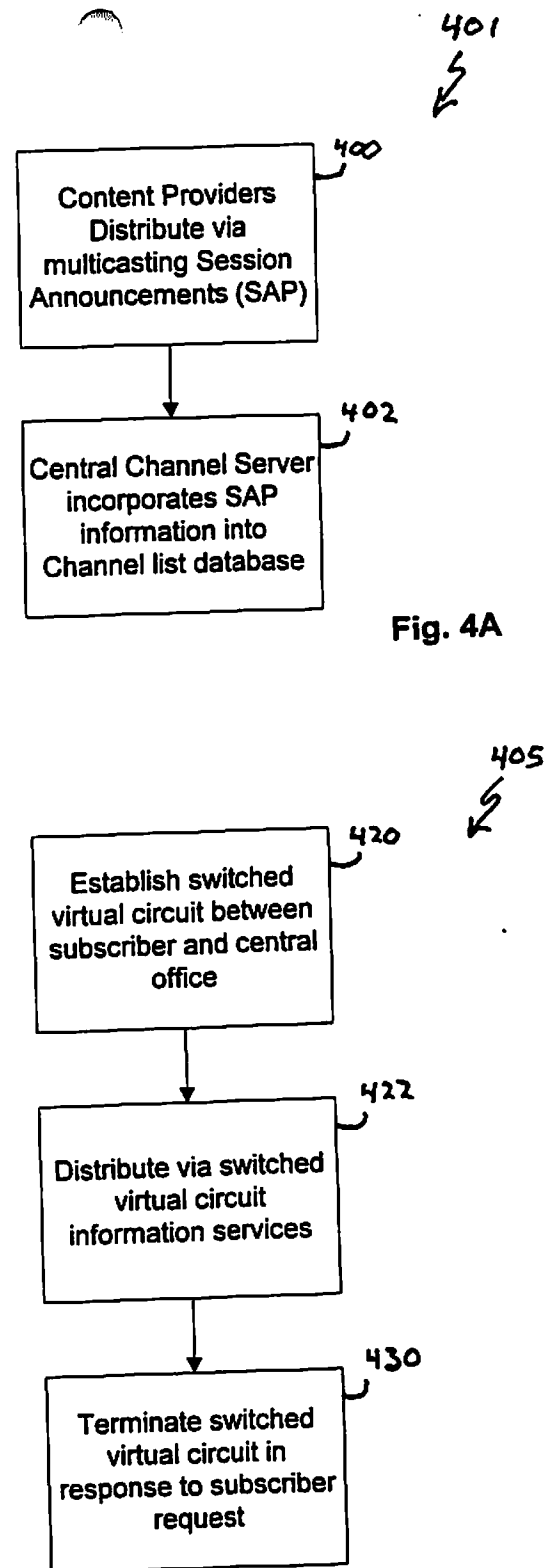 401
400
Content Providers
Distribute via
multicasting Session
Announcements (SAP)
402
Central Channel Server
incorporates SAP
information into
Channel list database
Fig. 4A
405
420
Establish switched
virtual circuit between
subscriber and central
office
422
Distribute via switched
virtual circuit
information services
430
Terminate switched
virtual circuit in
response to subscriber
request